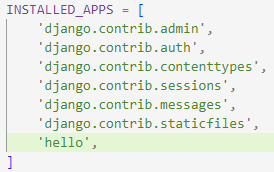 INSTALLED_APPS = [
    'django.contrib.admin',
    'django.contrib.auth',
    'django.contrib.contenttypes',
    'django.contrib.sessions',
    'django.contrib.messages',
    'django.contrib.staticfiles',
    'hello',
]